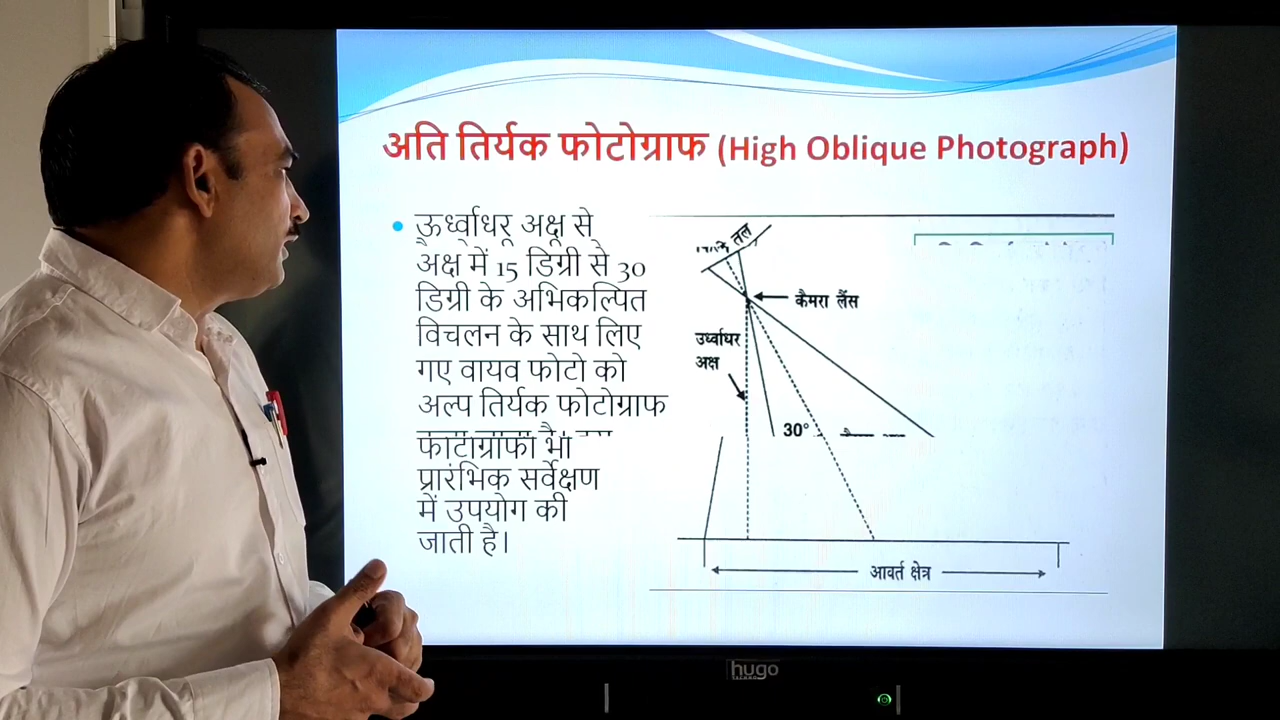 अति तिर्यक फोटोग्राफ (High Oblique Photograph)
• ऊर्ध्वाधर अक्ष से
अक्ष में 15 डिग्री से 30
डिग्री के अभिकल्पित
विचलन के साथ लिए
गए वायव फोटो को
अल्प तिर्यक फोटोग्राफ
प्रारंभिक सर्वेक्षण
में उपयोग की
जाती है।
तल
कैमरा लैंस
उर्ध्वाधर
अक्ष
30°
आवर्त क्षेत्र
hugo